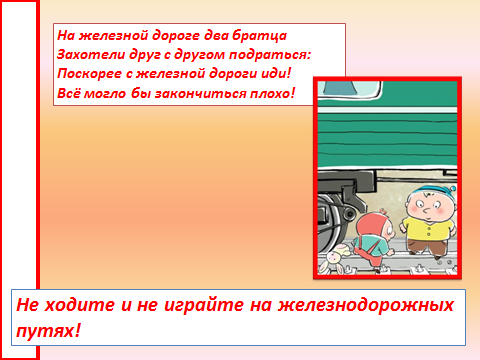 На железной дороге два братца
Захотели друг с другом подраться:
Поскорее с железной дороги иди!
Всё могло бы закончиться плохо!
Не ходите и не играйте на железнодорожных
путях!